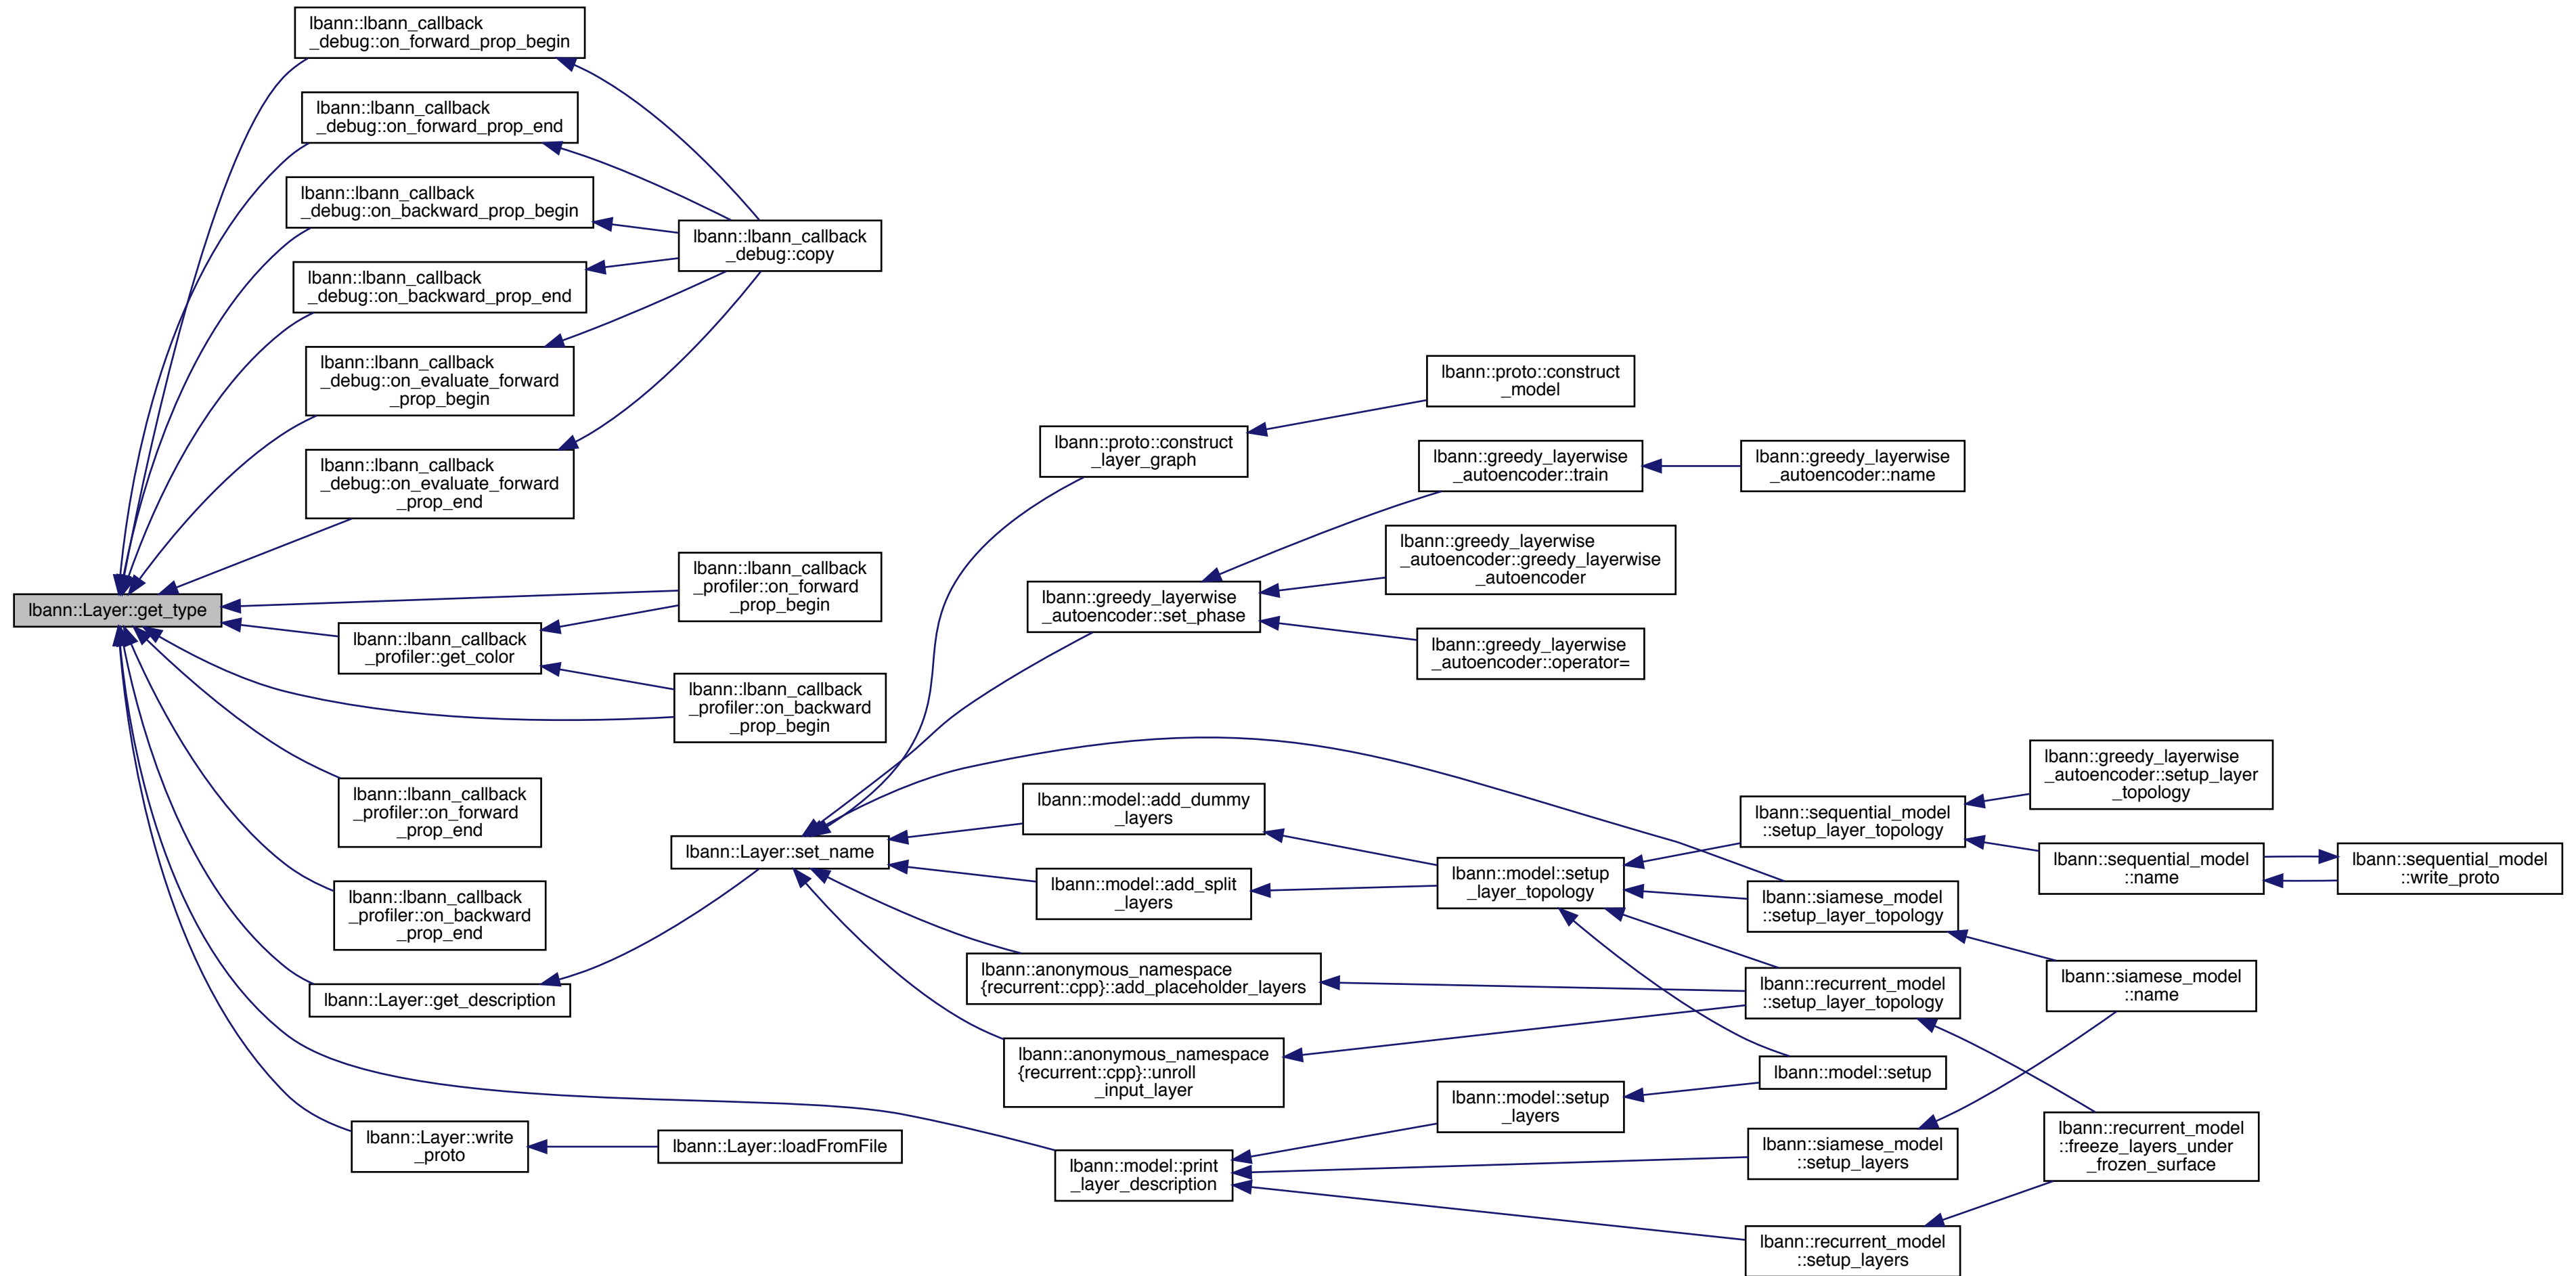 lbann::lbann_callback
_debug::on_forward_prop_begin
lbann::lbann_callback
_debug::on_forward_prop_end
lbann::lbann_callback
_debug::on_backward_prop_begin
lbann::lbann_callback
_debug::copy
lbann::lbann_callback
_debug::on_backward_prop_end
lbann::lbann_callback
_debug::on_evaluate_forward
_prop_begin
lbann::lbann_callback
_debug::on_evaluate_forward
_prop_end
lbann::Layer::get_type
lbann::lbann_callback
_profiler::on_forward
_prop_begin
lbann::lbann_callback
_profiler::get_color
lbann::lbann_callback
_profiler::on_backward
_prop_begin
lbann::lbann_callback
_profiler::on_forward
_prop_end
lbann::lbann_callback
_profiler::on_backward
_prop_end
lbann::Layer::get_description
lbann::Layer::write
_proto
lbann::Layer::loadFromFile
lbann::Layer::set_name
lbann::proto::construct
_layer_graph
lbann::proto::construct
_model
lbann::greedy_layerwise
_autoencoder::set_phase
lbann::greedy_layerwise
_autoencoder::train
lbann::greedy_layerwise
_autoencoder::name
lbann::greedy_layerwise
_autoencoder::greedy_layerwise
_autoencoder
lbann::greedy_layerwise
_autoencoder::operator=
lbann::model::add_dummy
_layers
lbann::model::add_split
_layers
lbann::anonymous_namespace
{recurrent::cpp}::add_placeholder_layers
lbann::anonymous_namespace
{recurrent::cpp}::unroll
_input_layer
lbann::model::print
_layer_description
lbann::model::setup
_layer_topology
lbann::model::setup
_layers
lbann::sequential_model
::setup_layer_topology
lbann::siamese_model
::setup_layer_topology
lbann::recurrent_model
::setup_layer_topology
lbann::model::setup
lbann::siamese_model
::setup_layers
lbann::recurrent_model
::setup_layers
lbann::greedy_layerwise
_autoencoder::setup_layer
_topology
lbann::sequential_model
::name
lbann::sequential_model
::write_proto
lbann::siamese_model
::name
lbann::recurrent_model
::freeze_layers_under
_frozen_surface